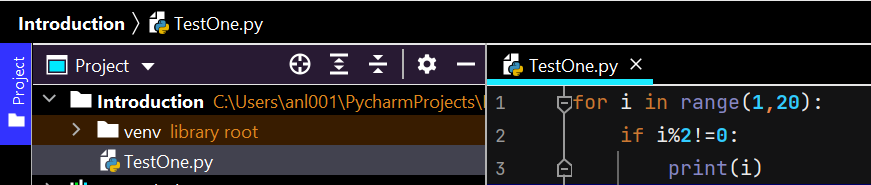 Introduction 〉 TestOne.py
Project
Project
TestOne.py ×
Introduction C:\Users\anl001\PycharmProjects\
venv library root
TestOne.py
1 for i in range(1,20):
2 if i%2!=0:
3 print(i)